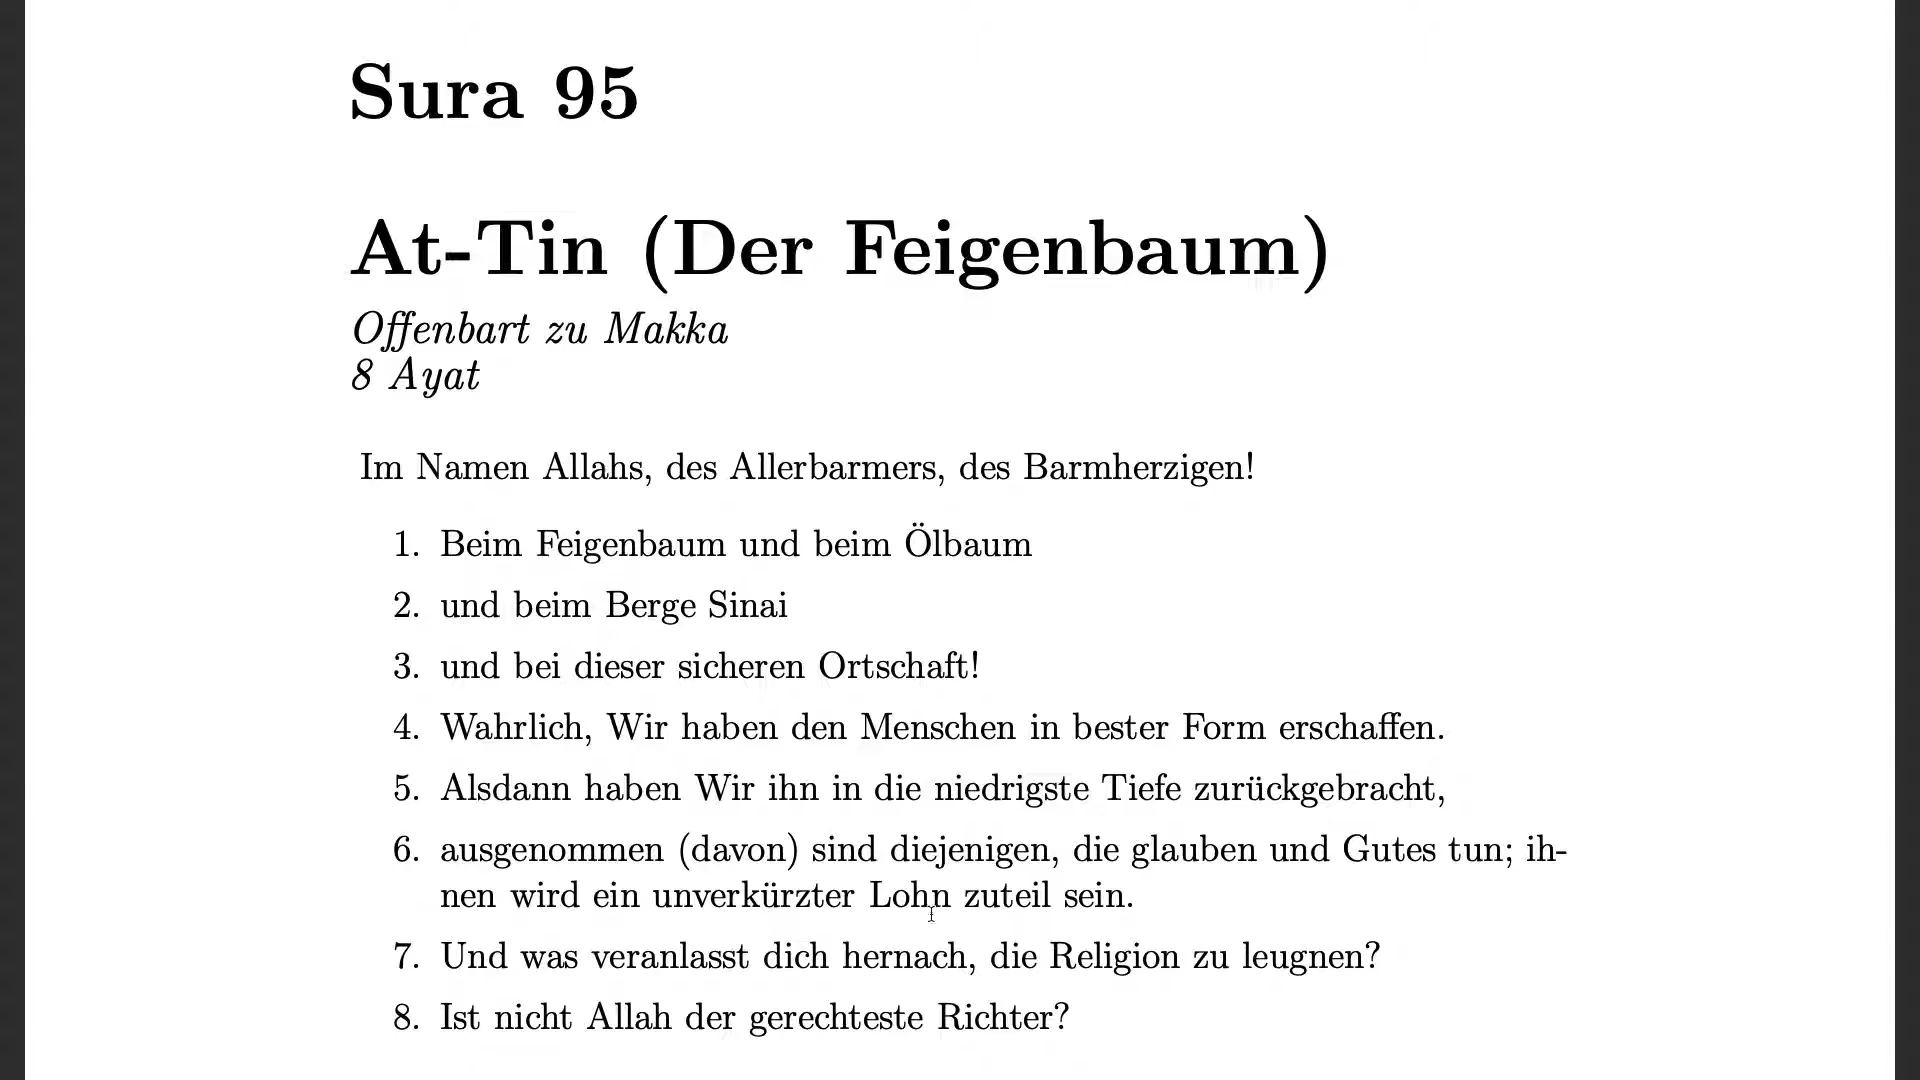 Sura 95
At-Tin (Der Feigenbaum)
Offenbart zu Makka
8 Ayat
Im Namen Allahs, des Allerbarmers, des Barmherzigen!
1. Beim Feigenbaum und beim Ölbaum
2. und beim Berge Sinai
3. und bei dieser sicheren Ortschaft!
4. Wahrlich, Wir haben den Menschen in bester Form erschaffen.
5. Alsdann haben Wir ihn in die niedrigste Tiefe zurückgebracht,
6. ausgenommen (davon) sind diejenigen, die glauben und Gutes tun; ih-
nen wird ein unverkürzter Lohn zuteil sein.
7. Und was veranlasst dich hernach, die Religion zu leugnen?
8. Ist nicht Allah der gerechteste Richter?